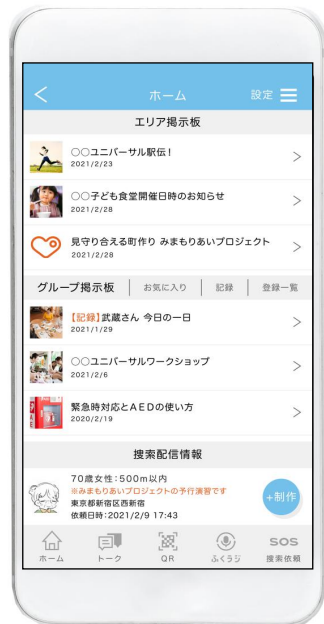 ホーム
設定
エリア掲示板
○○ユニバーサル駅伝!
2021/2/23
○○子ども食堂開催日時のお知らせ
2021/2/28
見守り合える町作り みまもりあいプロジェクト
2021/2/28
グループ掲示板 お気に入り 記録 登録一覧
【記録】武蔵さん 今日の一日
2021/1/29
○○ユニバーサルワークショップ
2021/2/6
緊急時対応とAEDの使い方
2020/2/19
捜索配信情報
70歳女性:500m以内
※みまもりあいプロジェクトの予行演習です
東京都新宿区西新宿
依頼日時:2021/2/9 17:43
+制作
SOS
ホーム トーク QR ふくうじ 捜索依頼